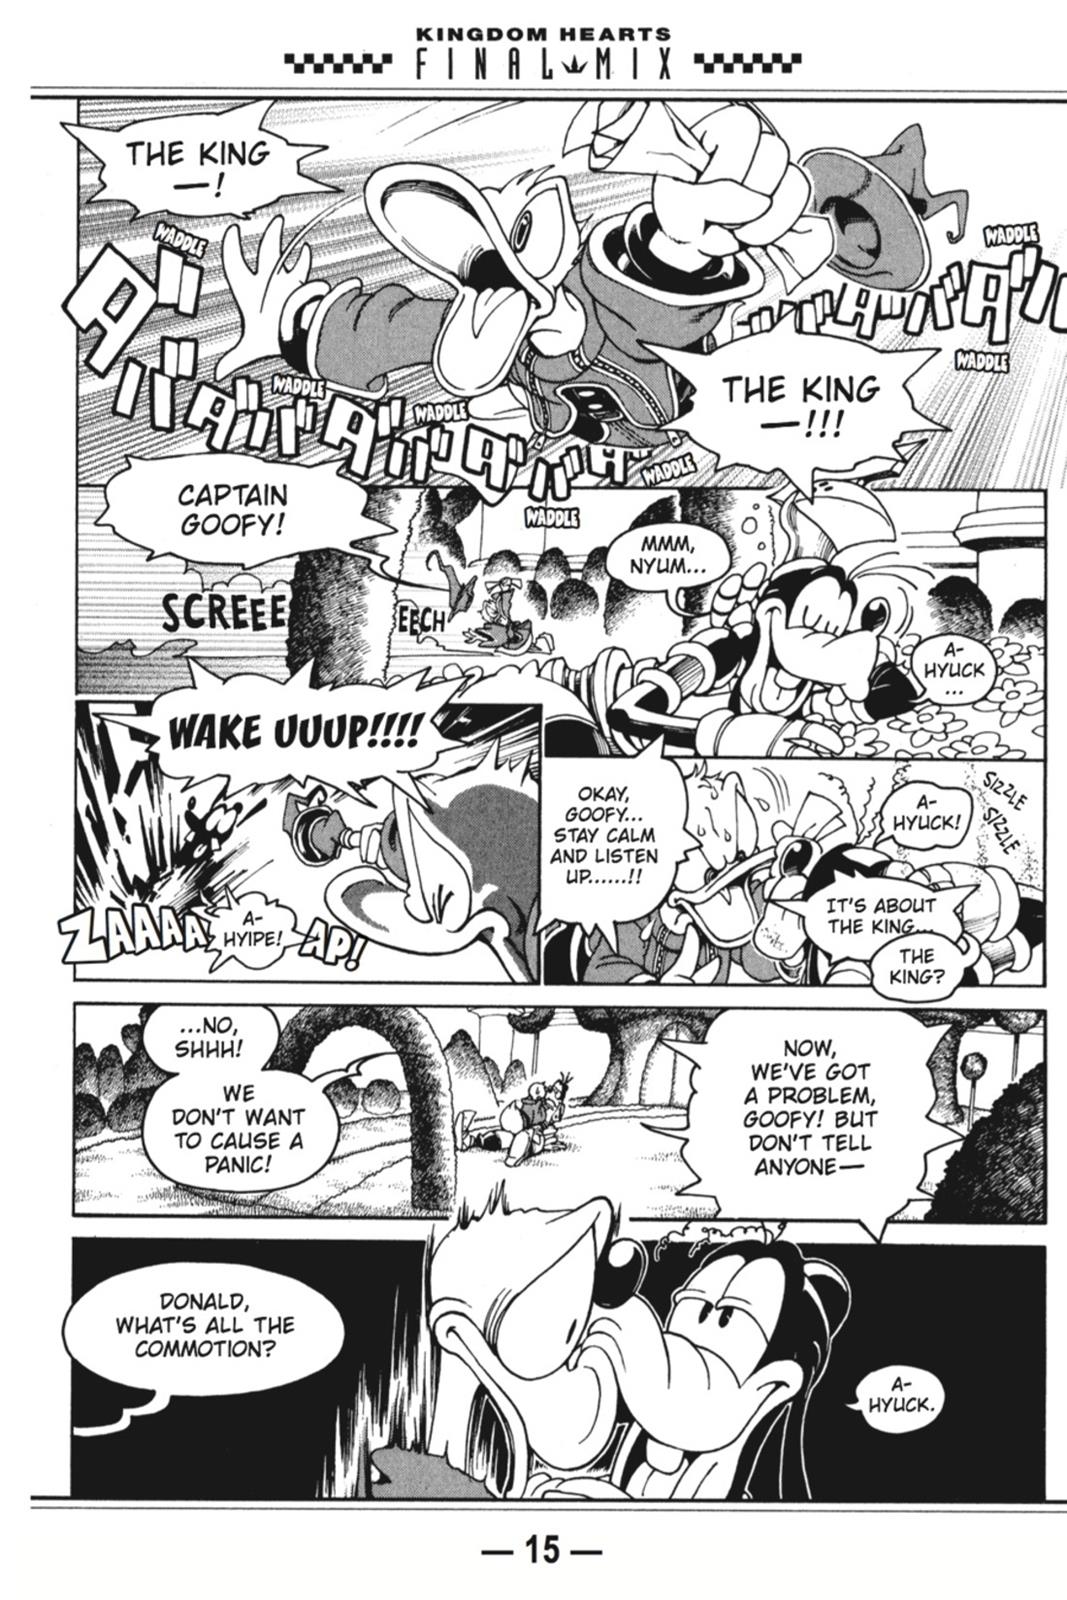 KINGDOM HEARTS
FINAL MIX
THE KING
—!
WADDLE
WADDLE
WADDLE
WADDLE
WADDLE
WADDLE
WADDLE
THE KING
—!!!
CAPTAIN
GOOFY!
SCREEE
EECH
MMM,
NYUM...
A-
HYUCK
...
WAKE UUUP!!!!
ZAAAA
A-
HYIPE!
AP!
OKAY,
GOOFY...
STAY CALM
AND LISTEN
UP......!!
A-
HYUCK!
SIZZLE
SIZZLE
IT'S ABOUT
THE KING...
THE
KING?
...NO,
SHHH!
WE
DON'T WANT
TO CAUSE A
PANIC!
NOW,
WE'VE GOT
A PROBLEM,
GOOFY! BUT
DON'T TELL
ANYONE—
DONALD,
WHAT'S ALL THE
COMMOTION?
A-
HYUCK.
— 15 —